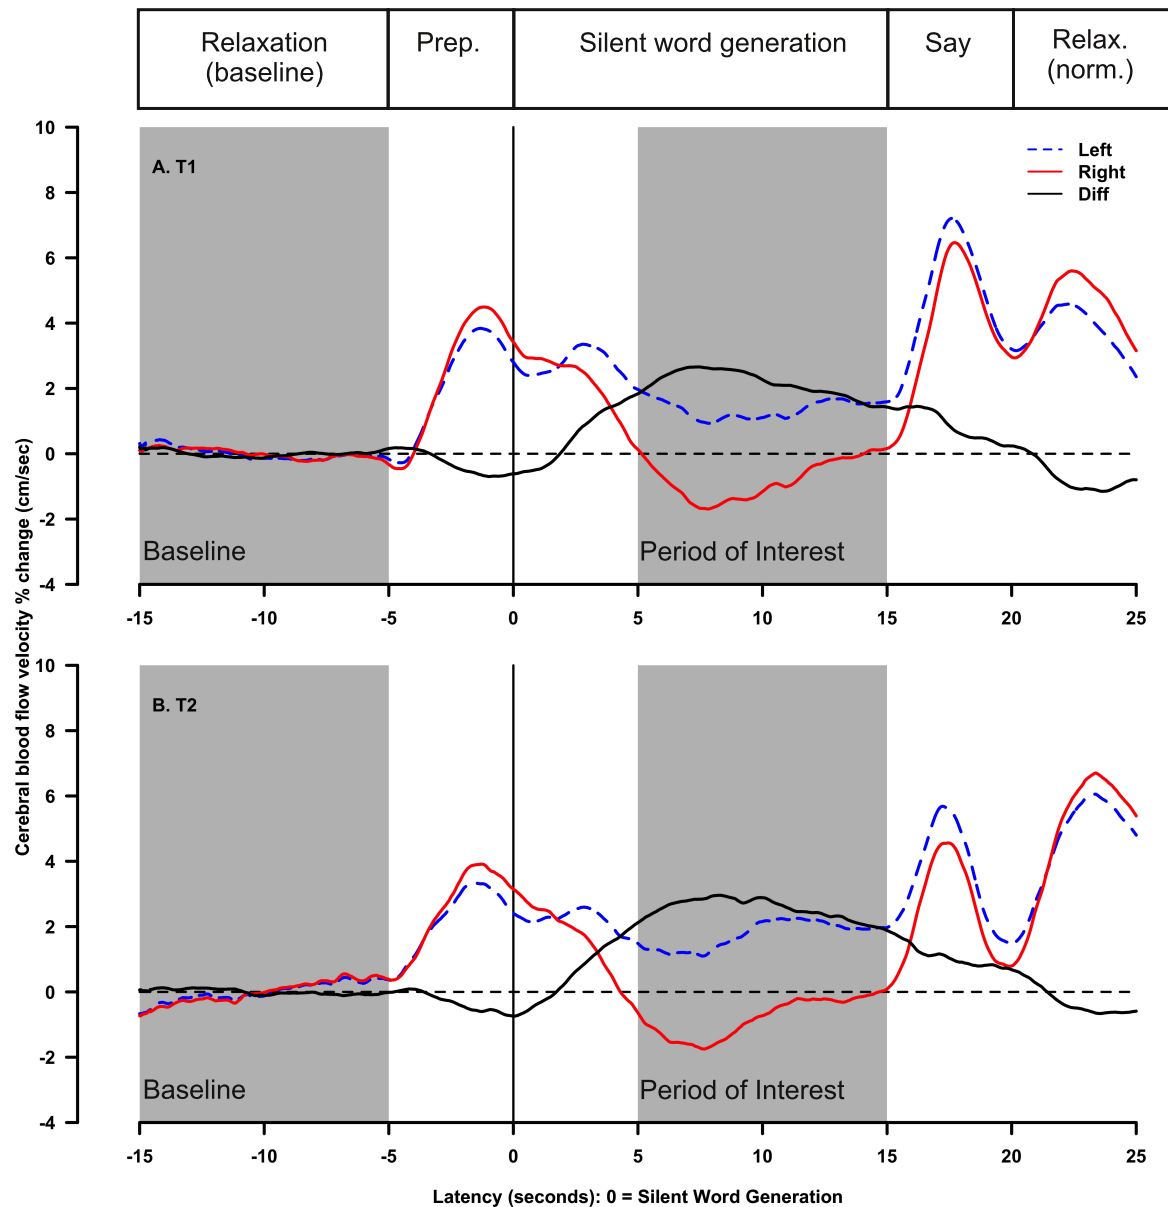 Relaxation
(baseline)
Prep.
Silent word generation
Say
Relax.
(norm.)
Cerebral blood flow velocity % change (cm/sec)
10
8
6
4
2
0
-2
-4
A. T1
Left
Right
Diff
Baseline
Period of Interest
-15 -10 -5 0 5 10 15 20 25
10
8
6
4
2
0
-2
-4
B. T2
Baseline
Period of Interest
-15 -10 -5 0 5 10 15 20 25
Latency (seconds): 0 = Silent Word Generation